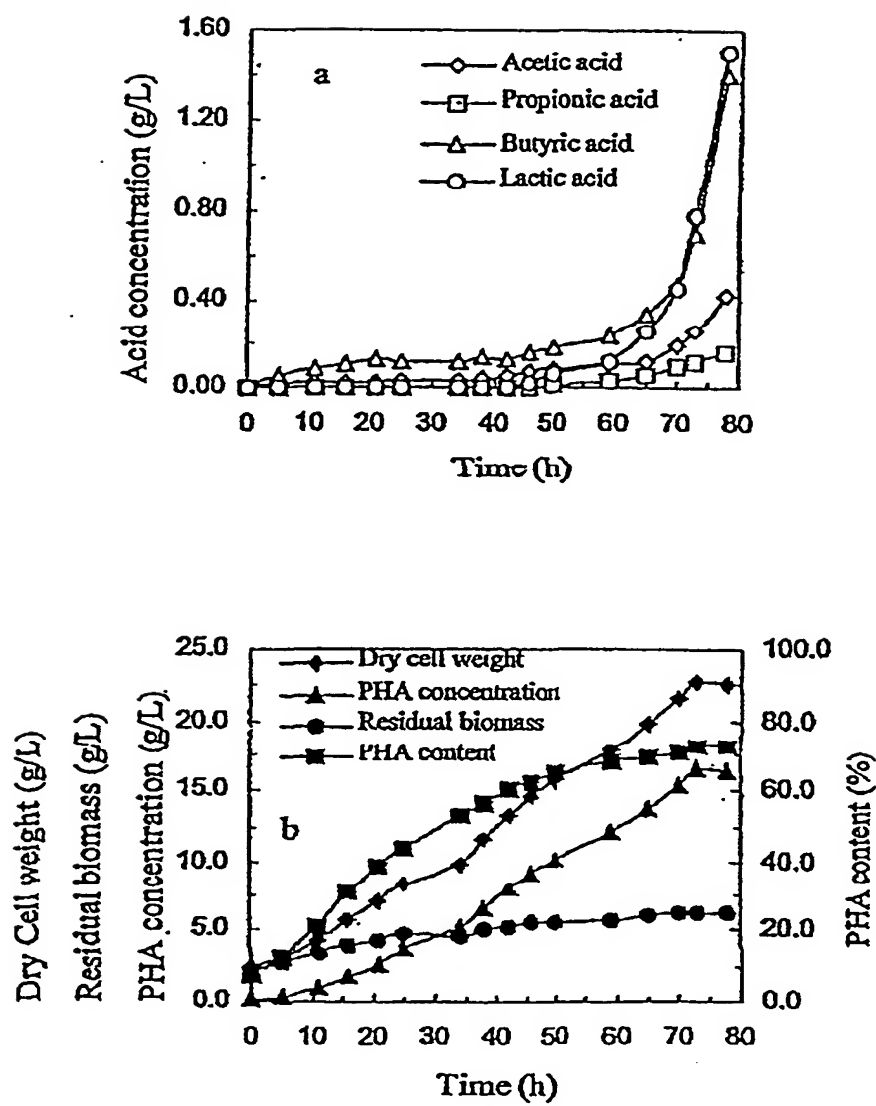 1.60
1.20
0.80
0.40
0.00
Acid concentration (g/L)
a
Acetic acid
Propionic acid
Butyric acid
Lactic acid
0 10 20 30 40 50 60 70 80
Time (h)
25.0
20.0
15.0
10.0
5.0
0.0
Dry Cell weight (g/L)
Residual biomass (g/L)
PHA concentration (g/L)
Dry cell weight
PHA concentration
Residual biomass
PHA content
b
100.0
80.0
60.0
40.0
20.0
0.0
PHA content (%)
0 10 20 30 40 50 60 70 80
Time (h)